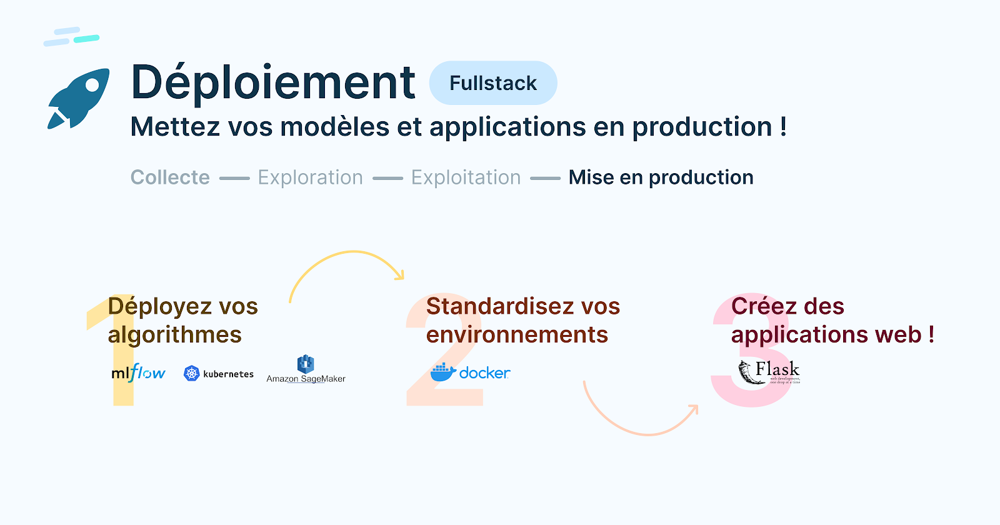 Déploiement
Fullstack
Mettez vos modèles et applications en production !
Collecte — Exploration — Exploitation — Mise en production
1
Déployez vos
algorithmes
mlflow
kubernetes
Amazon SageMaker
2
Standardisez vos
environnements
docker
3
Créez des
applications web !
Flask
web development,
one drop at a time